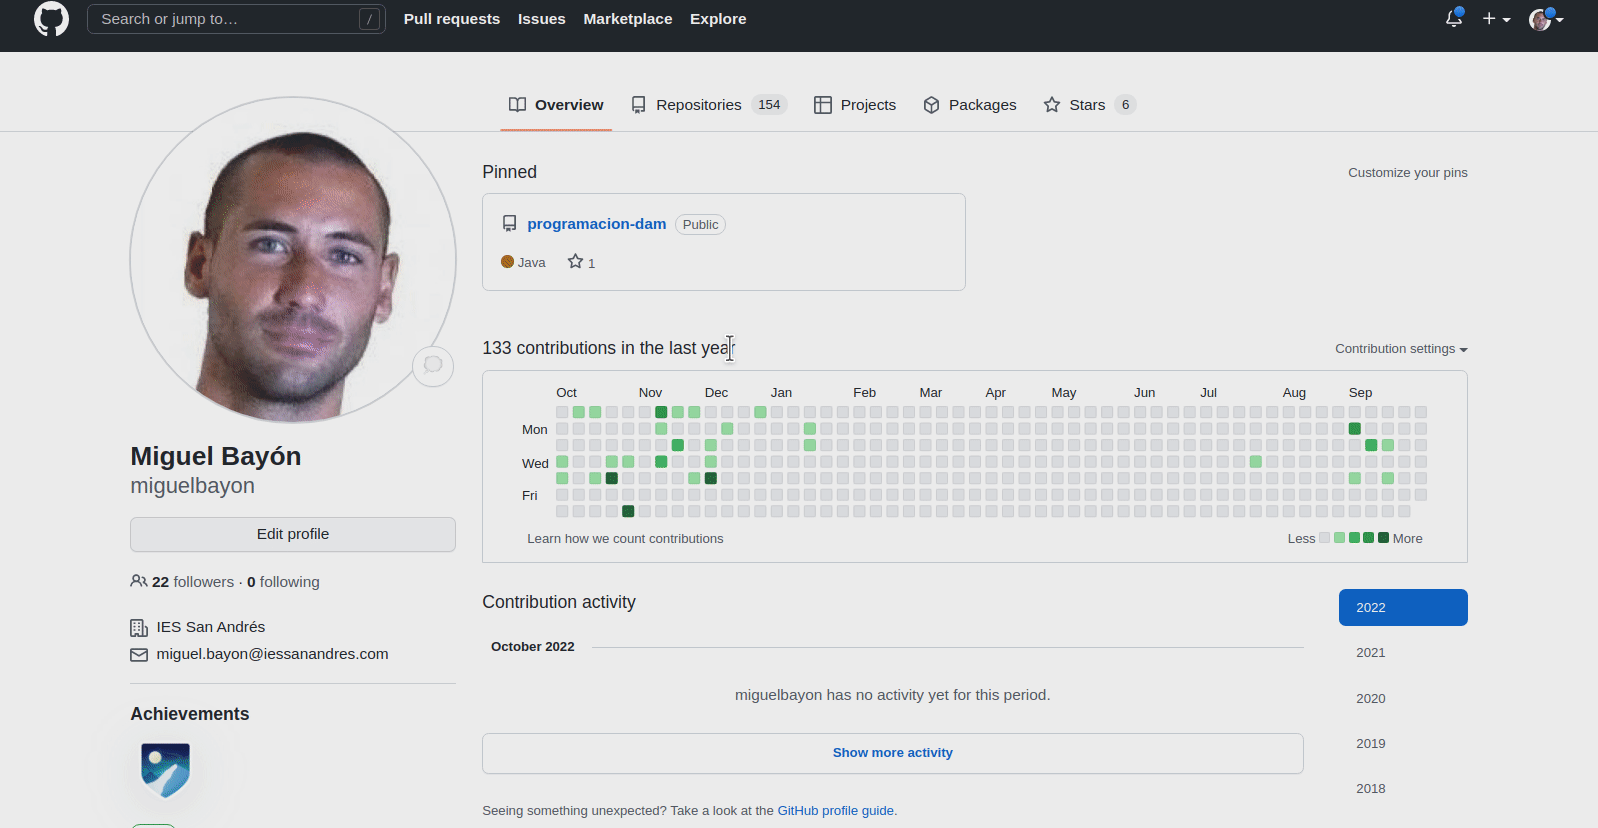 Search or jump to… /
Pull requests Issues Marketplace Explore
Overview Repositories 154 Projects Packages Stars 6
Miguel Bayón
miguelbayon
Edit profile
22 followers · 0 following
IES San Andrés
miguel.bayon@iessanandres.com
Achievements
Pinned
Customize your pins
programacion-dam Public
Java 1
133 contributions in the last year
Contribution settings
Oct Nov Dec Jan Feb Mar Apr May Jun Jul Aug Sep
Mon
Wed
Fri
Learn how we count contributions
Less More
Contribution activity
October 2022
miguelbayon has no activity yet for this period.
Show more activity
Seeing something unexpected? Take a look at the GitHub profile guide.
2022
2021
2020
2019
2018